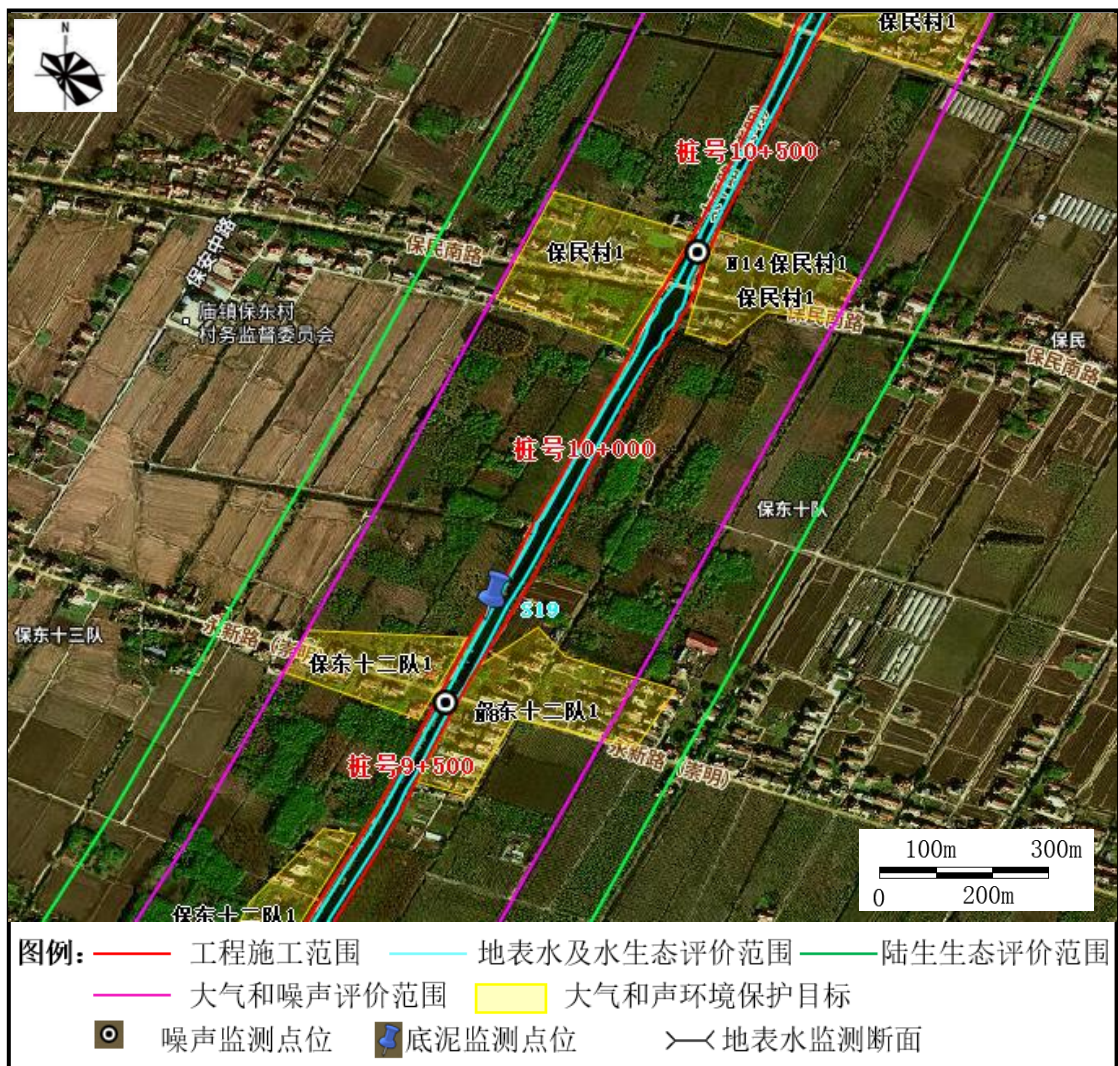 N
保民村1
桩号10+500
保安中路
保民南路
保民村1
N14保民村1
保民村1
保民南路
庙镇保东村
村务监督委员会
保民
保民南路
桩号10+000
保东十队
S19
保东十三队
永新路
保东十二队1
保东十二队1
永新路（崇明）
桩号9+500
保东十二队1
100m 300m
0 200m
图例：
工程施工范围 地表水及水生态评价范围 陆生生态评价范围
大气和噪声评价范围 大气和声环境保护目标
噪声监测点位 底泥监测点位 地表水监测断面